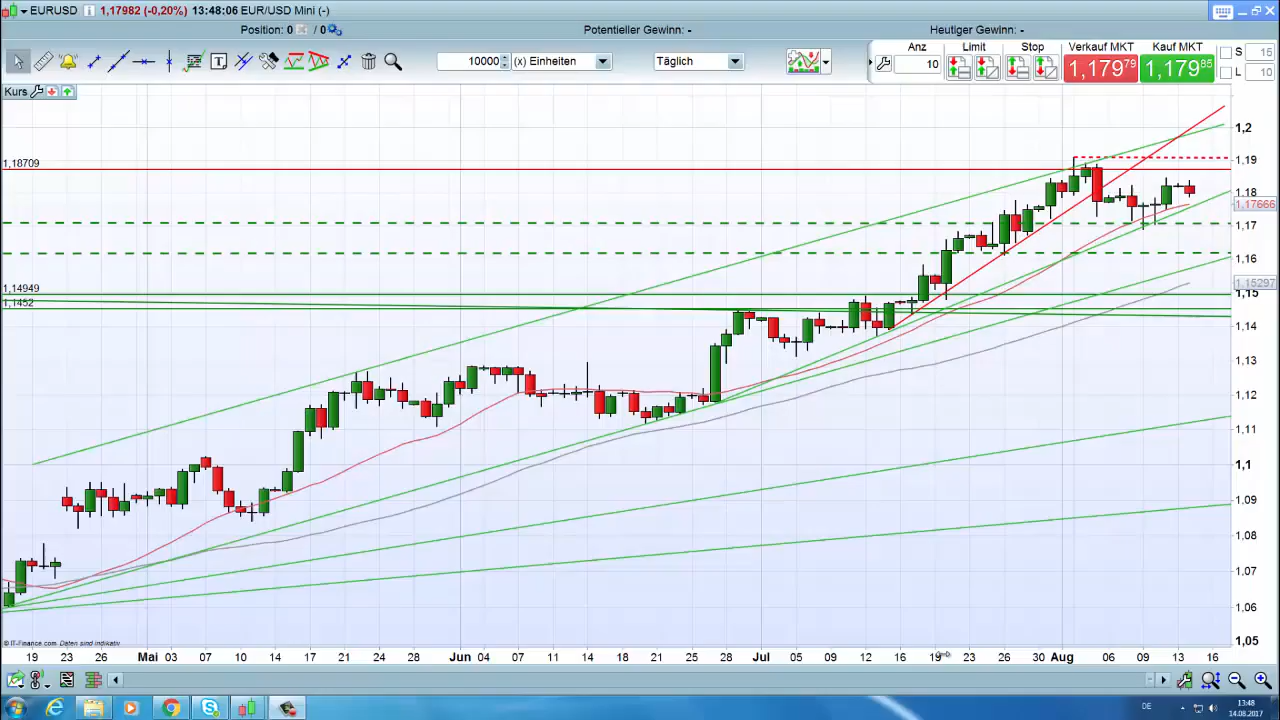 EURUSD 1,17982 (-0,20%) 13:48:06 EUR/USD Mini (-)
Position: 0 / 0 Potentieller Gewinn: - Heutiger Gewinn: -
Anz Limit Stop Verkauf MKT Kauf MKT S 15
10000 (x) Einheiten Täglich 10 1,17979 1,17985 L 10
Kurs
1,2
1,18709 1,19
1,18
1,17666
1,17
1,16
1,14949 1,15297
1,15
1,1452
1,14
1,13
1,12
1,11
1,1
1,09
1,08
1,07
1,06
© IT-Finance.com Daten sind indikativ 1,05
19 23 26 Mai 03 07 10 14 17 21 24 28 Jun 04 07 11 14 18 21 25 28 Jul 05 09 12 16 19 23 26 30 Aug 06 09 13 16
DE 13:48
14.08.2017